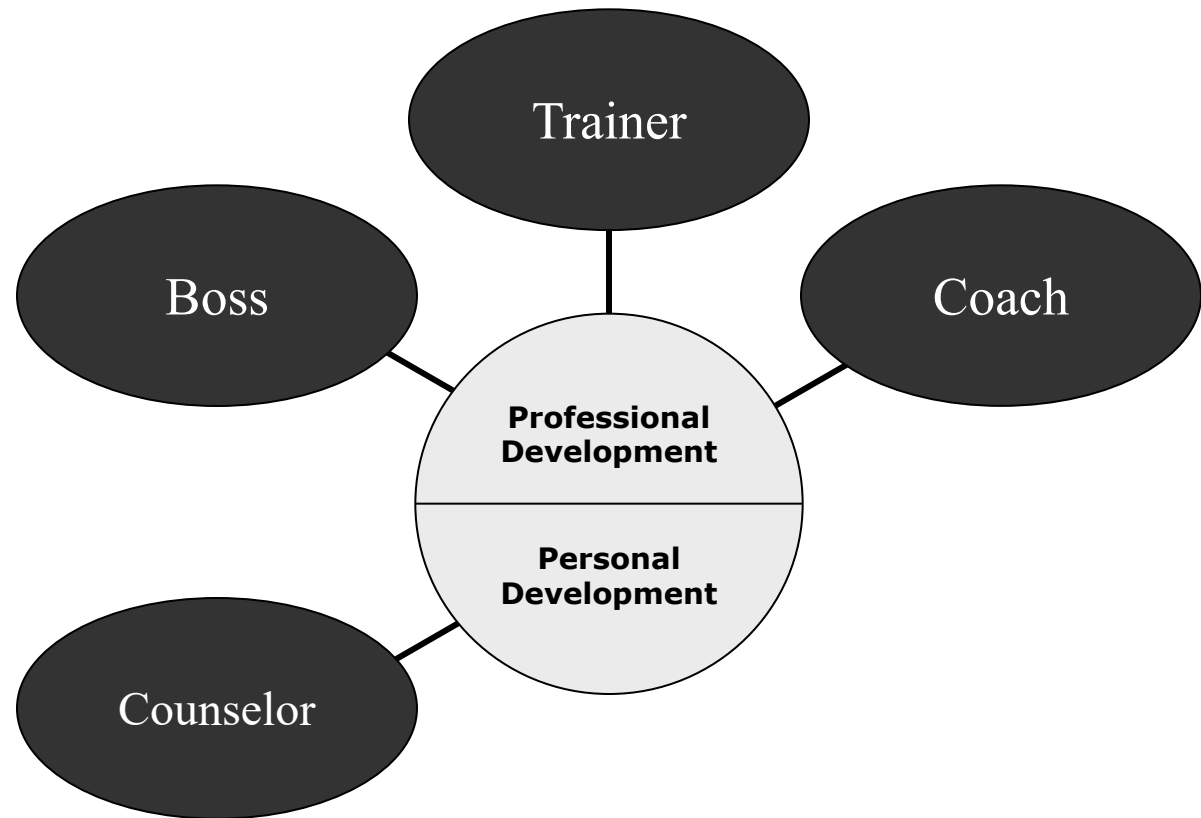 Trainer
Boss
Coach
Professional
Development
Personal
Development
Counselor